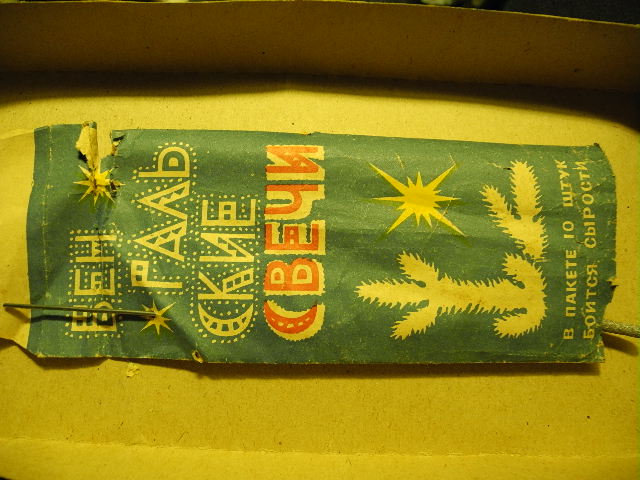 БЕН
ГАЛЬ
СКИЕ
СВЕЧИ
В ПАКЕТЕ 10 ШТУК
БОИТСЯ СЫРОСТИ